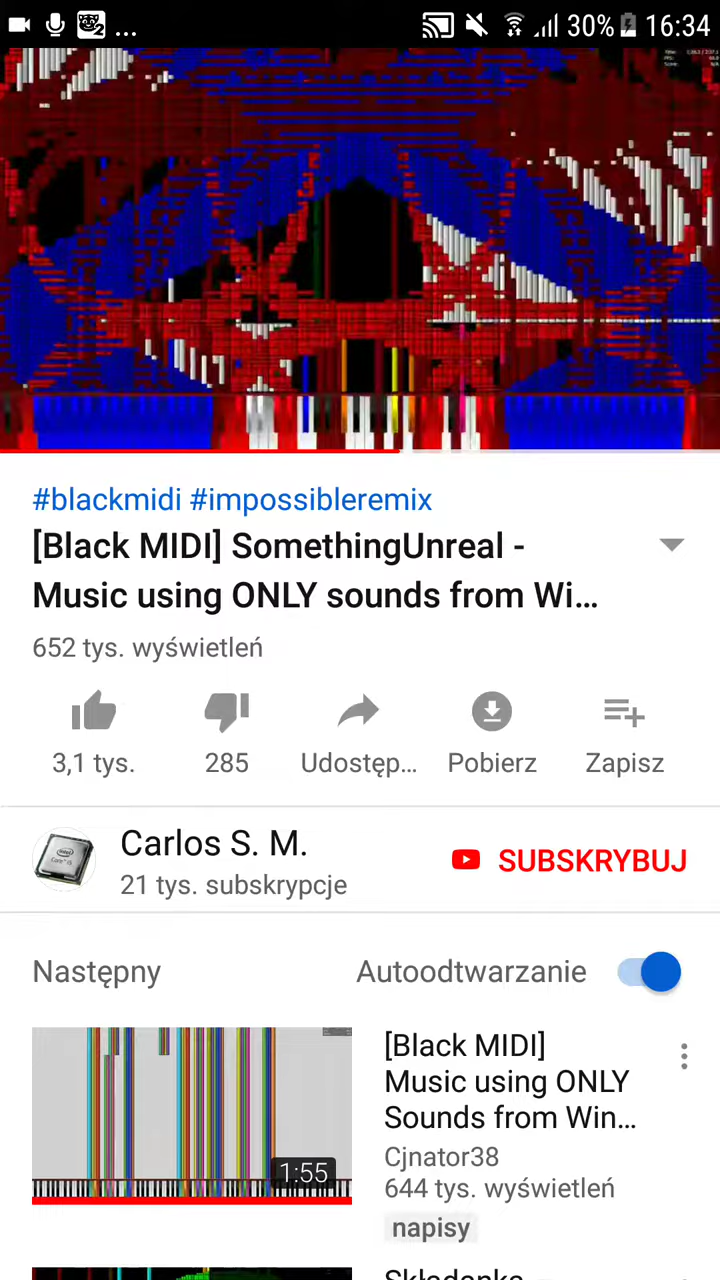 30% 16:34
#blackmidi #impossibleremix
[Black MIDI] SomethingUnreal -
Music using ONLY sounds from Wi...
652 tys. wyświetleń
3,1 tys.
285
Udostęp...
Pobierz
Zapisz
Carlos S. M.
21 tys. subskrypcje
SUBSKRYBUJ
Następny
Autoodtwarzanie
1:55
[Black MIDI]
Music using ONLY
Sounds from Win...
Cjnator38
644 tys. wyświetleń
napisy